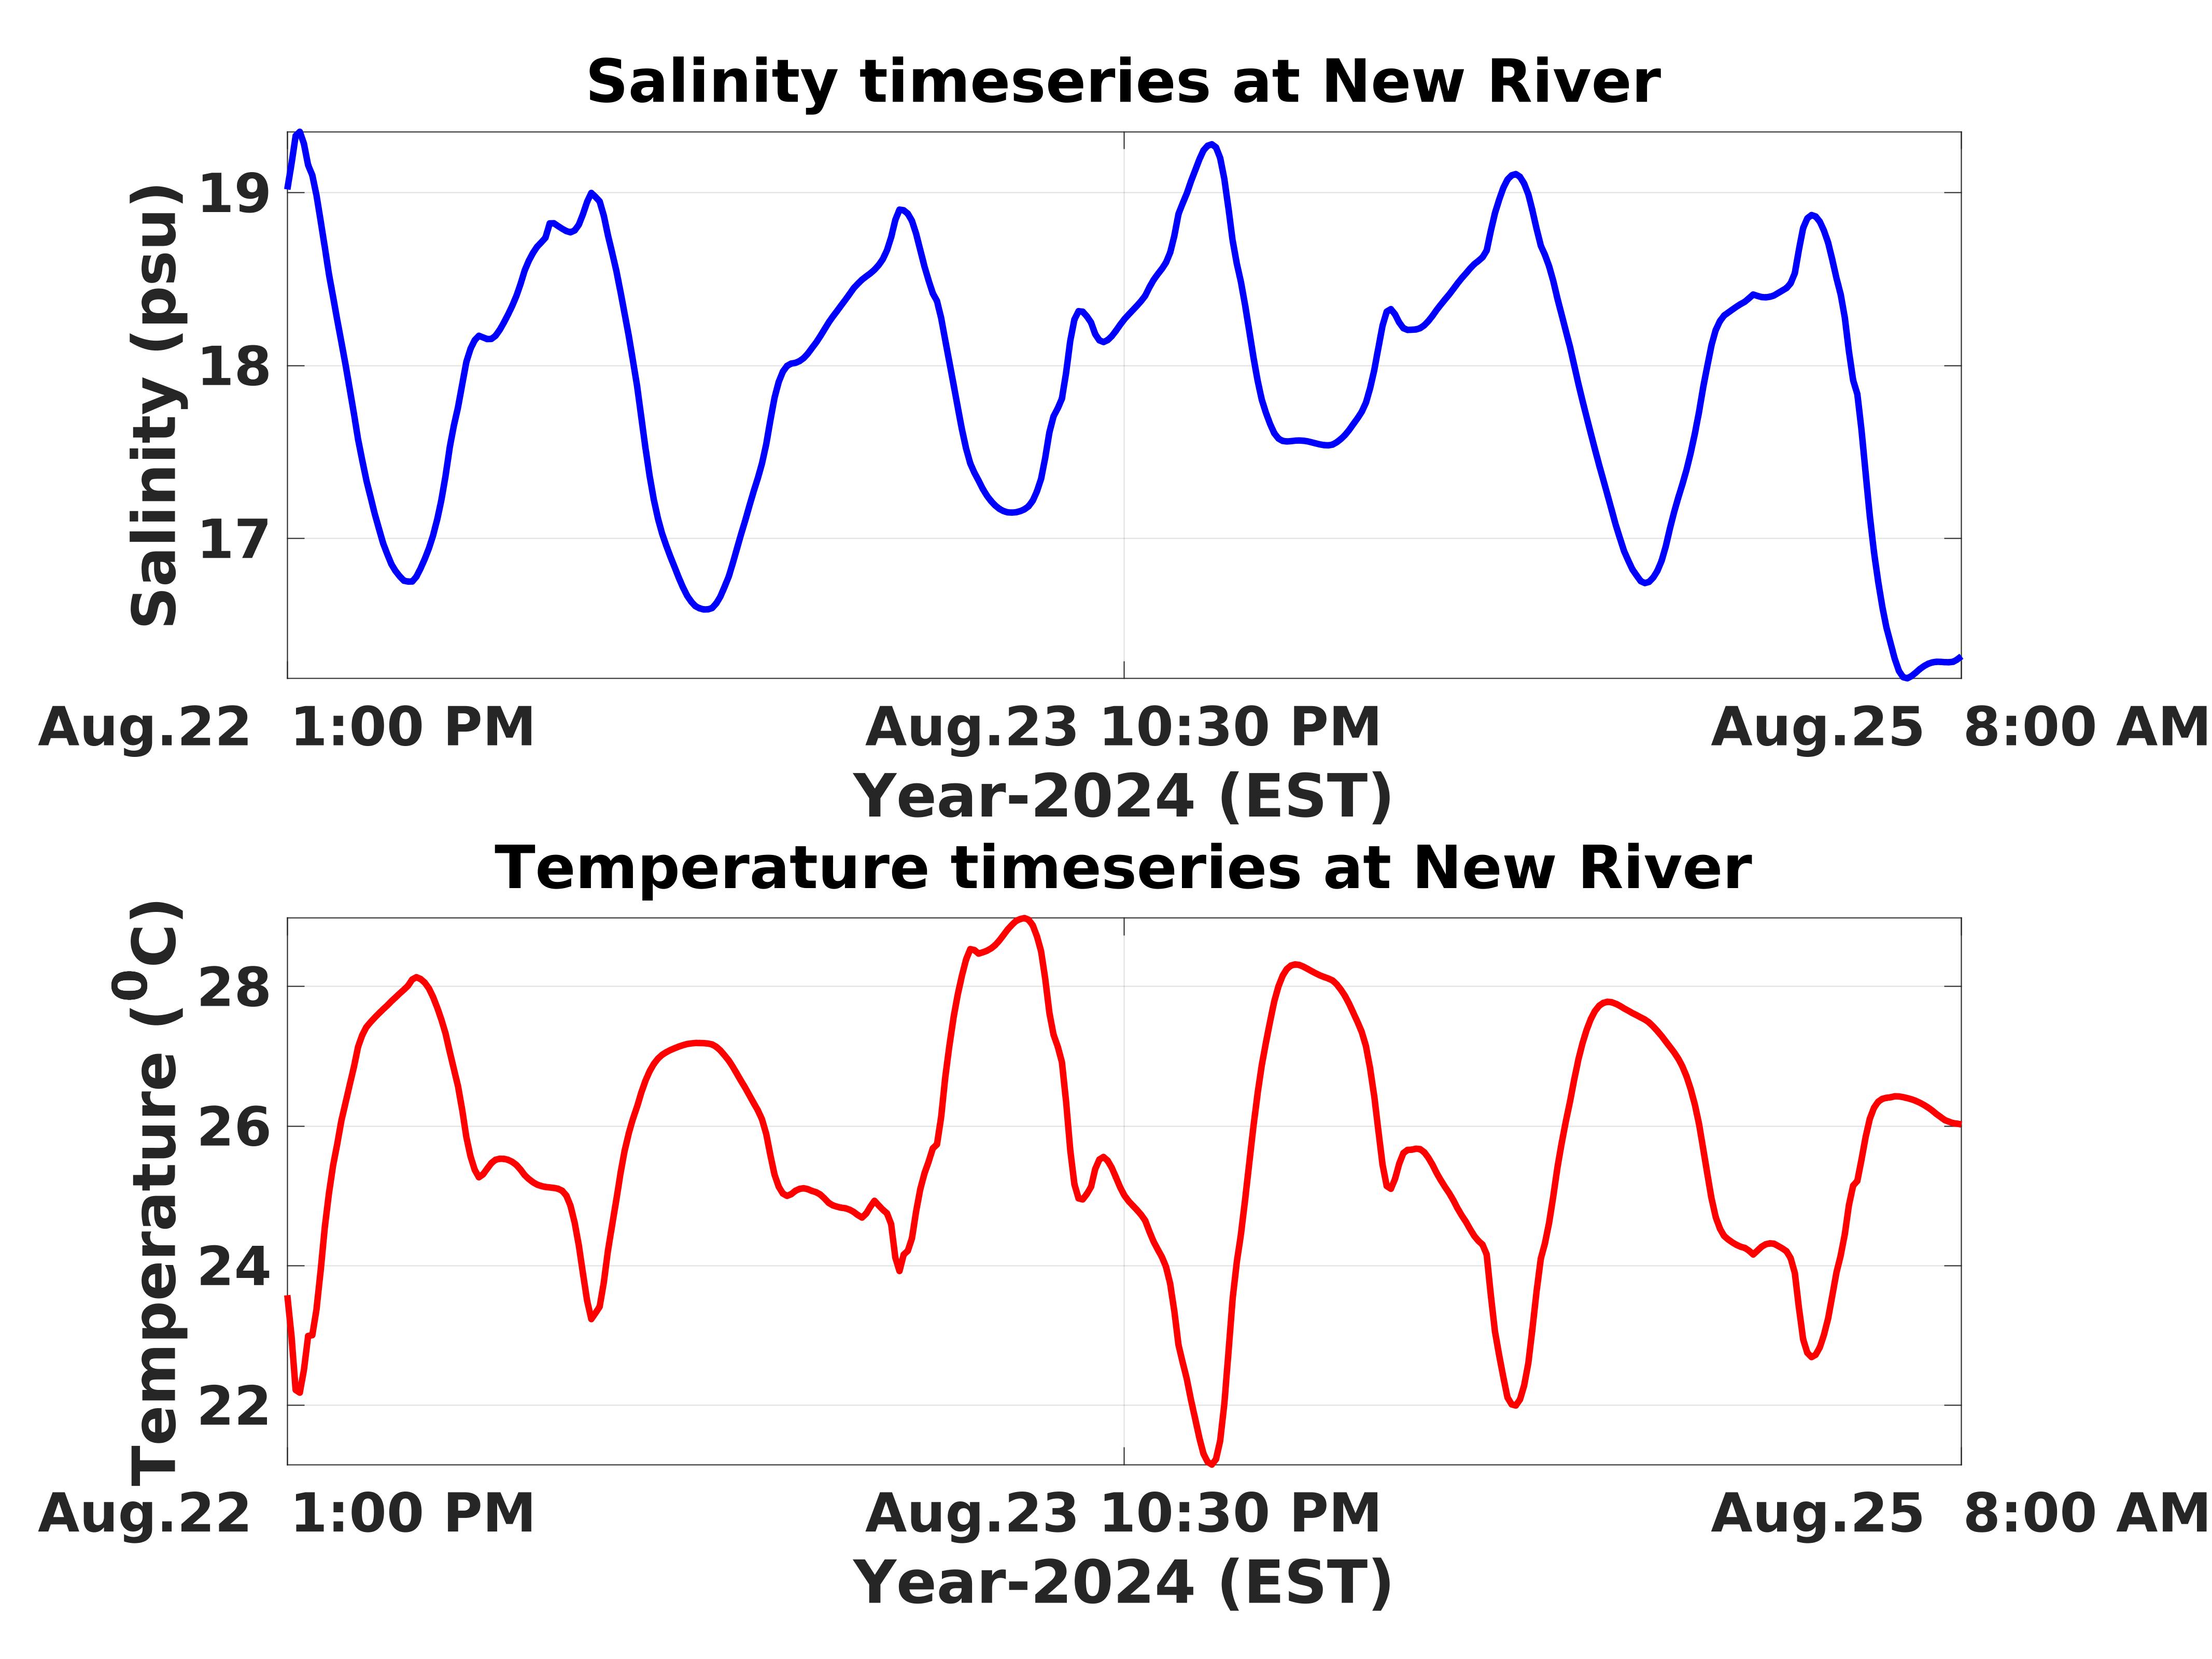 Salinity timeseries at New River
Salinity (psu)
19
18
17
Aug.22  1:00 PM
Aug.23 10:30 PM
Aug.25  8:00 AM
Year-2024 (EST)
Temperature timeseries at New River
Temperature (⁰C)
28
26
24
22
Aug.22  1:00 PM
Aug.23 10:30 PM
Aug.25  8:00 AM
Year-2024 (EST)